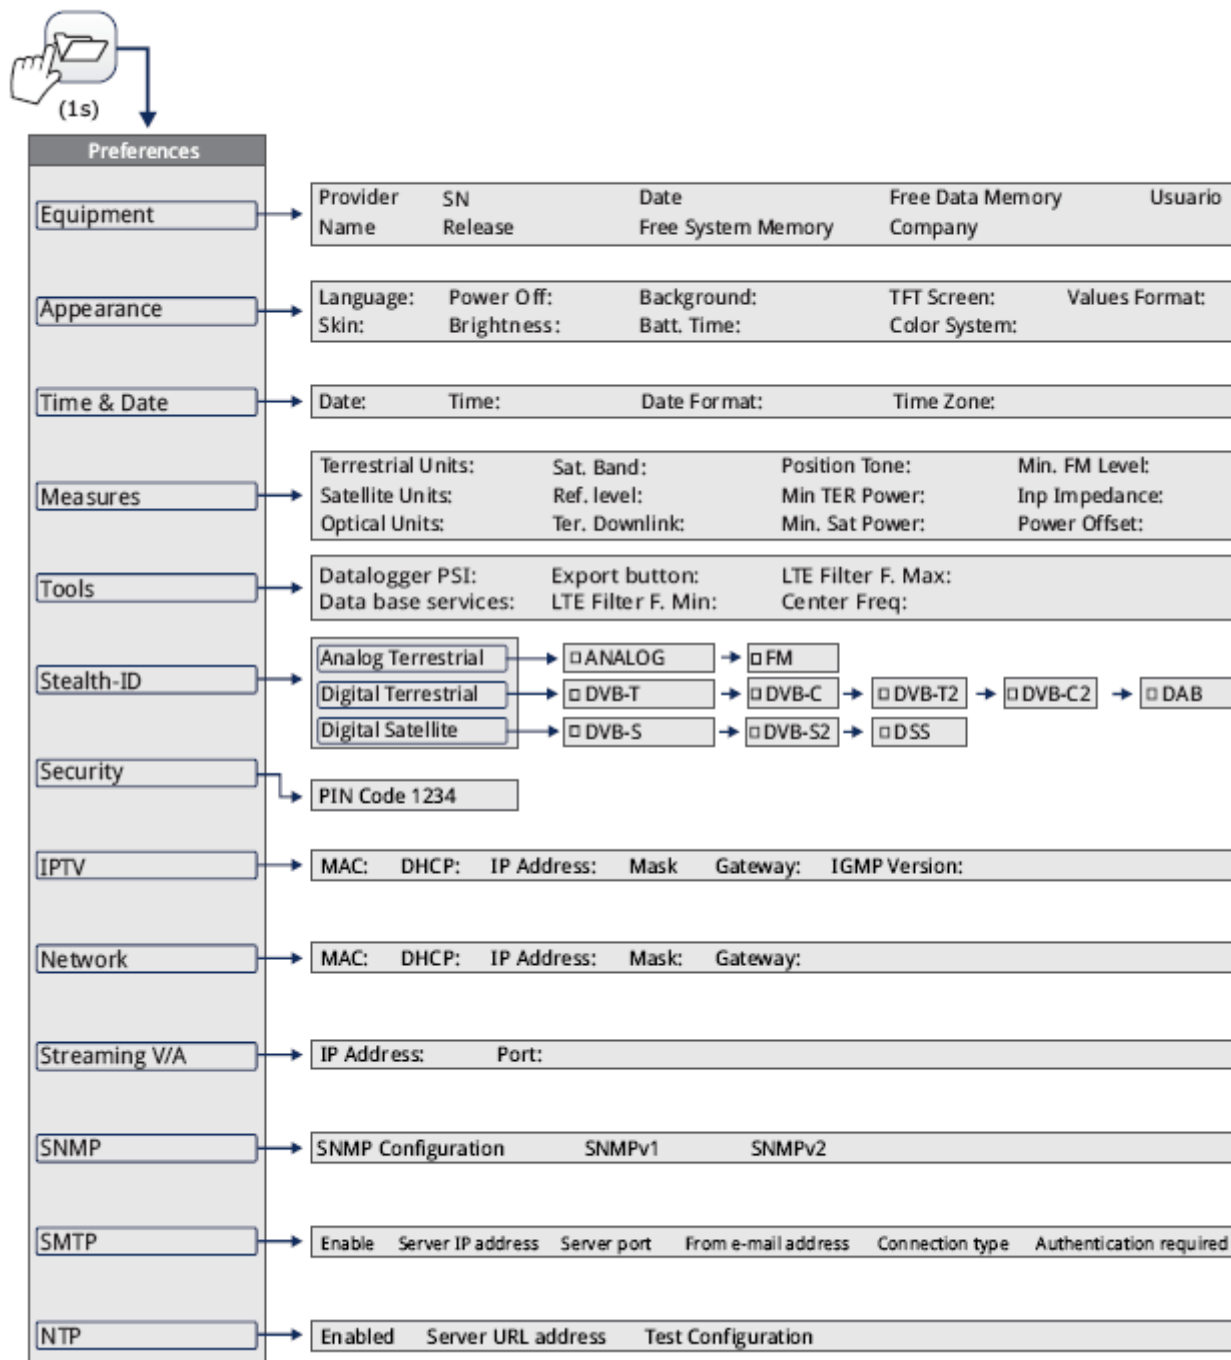 (1s)
Preferences
Equipment
Provider SN Date Free Data Memory Usuario
Name Release Free System Memory Company
Appearance
Language: Power Off: Background: TFT Screen: Values Format:
Skin: Brightness: Batt. Time: Color System:
Time & Date
Date: Time: Date Format: Time Zone:
Measures
Terrestrial Units: Sat. Band: Position Tone: Min. FM Level:
Satellite Units: Ref. level: Min TER Power: Inp Impedance:
Optical Units: Ter. Downlink: Min. Sat Power: Power Offset:
Tools
Datalogger PSI: Export button: LTE Filter F. Max:
Data base services: LTE Filter F. Min: Center Freq:
Stealth-ID
Analog Terrestrial ANALOG FM
Digital Terrestrial DVB-T DVB-C DVB-T2 DVB-C2 DAB
Digital Satellite DVB-S DVB-S2 DSS
Security
PIN Code 1234
IPTV
MAC: DHCP: IP Address: Mask Gateway: IGMP Version:
Network
MAC: DHCP: IP Address: Mask: Gateway:
Streaming V/A
IP Address: Port:
SNMP
SNMP Configuration SNMPv1 SNMPv2
SMTP
Enable Server IP address Server port From e-mail address Connection type Authentication required
NTP
Enabled Server URL address Test Configuration